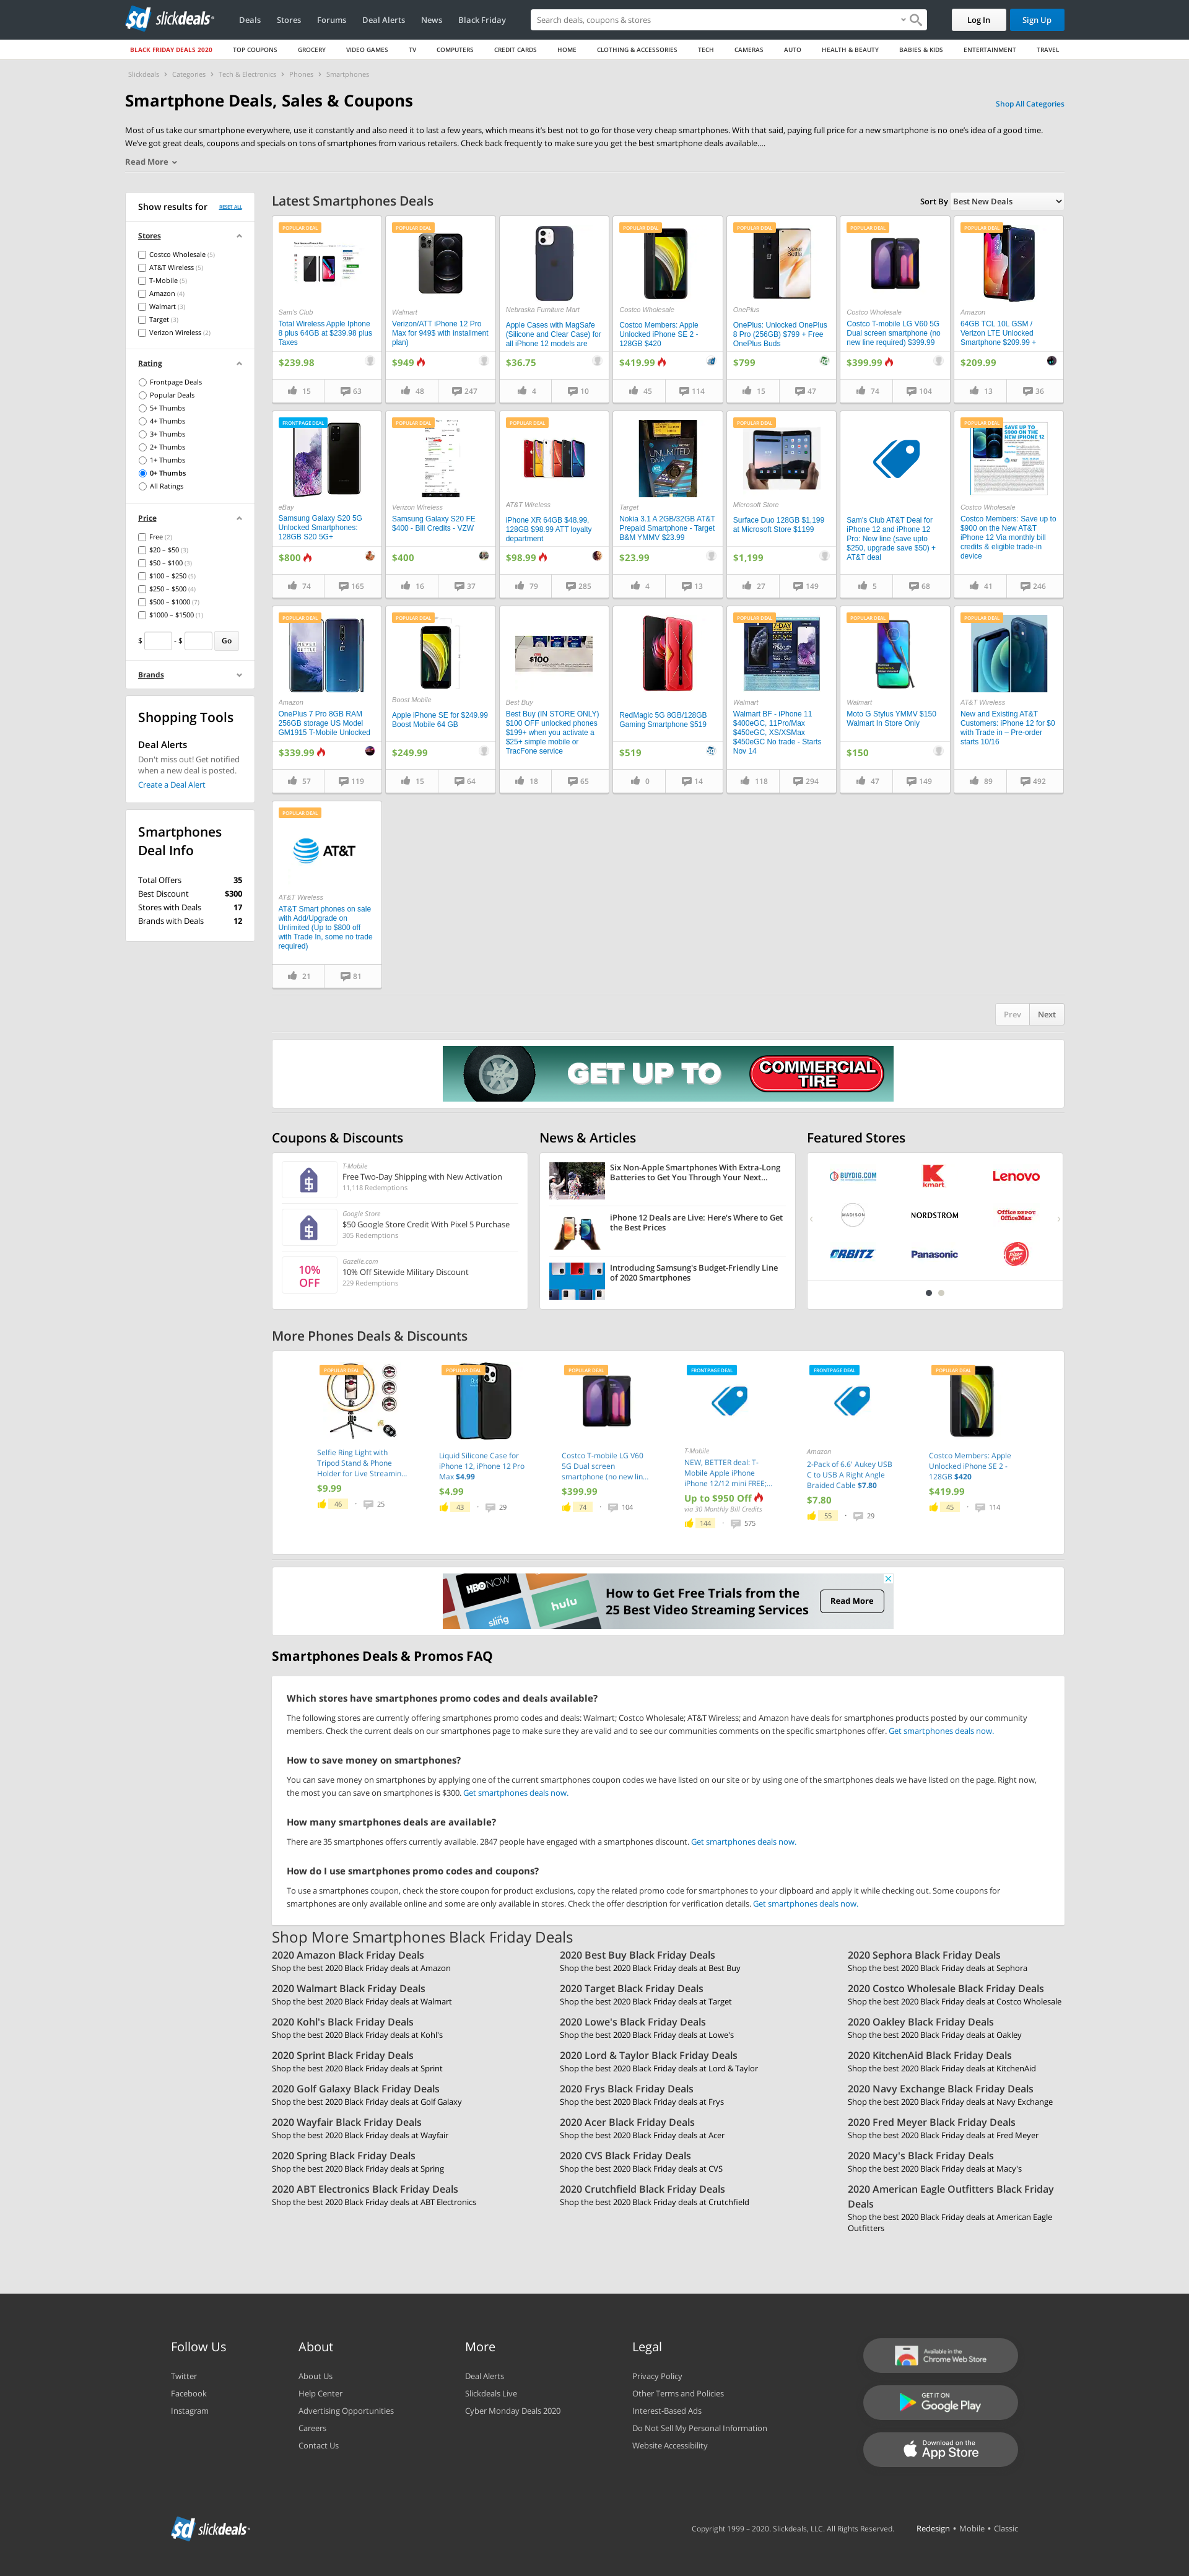 slickdeals
Deals
Stores
Forums
Deal Alerts
News
Black Friday
Search deals, coupons & stores
Log In
Sign Up
BLACK FRIDAY DEALS 2020
TOP COUPONS
GROCERY
VIDEO GAMES
TV
COMPUTERS
CREDIT CARDS
HOME
CLOTHING & ACCESSORIES
TECH
CAMERAS
AUTO
HEALTH & BEAUTY
BABIES & KIDS
ENTERTAINMENT
TRAVEL
Slickdeals > Categories > Tech & Electronics > Phones > Smartphones
Smartphone Deals, Sales & Coupons
Shop All Categories
Most of us take our smartphone everywhere, use it constantly and also need it to last a few years, which means it's best not to go for those very cheap smartphones. With that said, paying full price for a new smartphone is no one's idea of a good time.
We've got great deals, coupons and specials on tons of smartphones from various retailers. Check back frequently to make sure you get the best smartphone deals available....
Read More
Show results for
RESET ALL
Stores
Costco Wholesale (5)
AT&T Wireless (5)
T-Mobile (5)
Amazon (4)
Walmart (3)
Target (3)
Verizon Wireless (2)
Rating
Frontpage Deals
Popular Deals
5+ Thumbs
4+ Thumbs
3+ Thumbs
2+ Thumbs
1+ Thumbs
0+ Thumbs
All Ratings
Price
Free (2)
$20 – $50 (3)
$50 – $100 (3)
$100 – $250 (5)
$250 – $500 (4)
$500 – $1000 (7)
$1000 – $1500 (1)
$ - $ Go
Brands
Shopping Tools
Deal Alerts
Don't miss out! Get notified
when a new deal is posted.
Create a Deal Alert
Smartphones
Deal Info
Total Offers 35
Best Discount $300
Stores with Deals 17
Brands with Deals 12
Latest Smartphones Deals
Sort By Best New Deals
POPULAR DEAL
Sam's Club
Total Wireless Apple Iphone
8 plus 64GB at $239.98 plus
Taxes
$239.98
15 63
POPULAR DEAL
Walmart
Verizon/ATT iPhone 12 Pro
Max for 949$ with installment
plan)
$949
48 247
Nebraska Furniture Mart
Apple Cases with MagSafe
(Silicone and Clear Case) for
all iPhone 12 models are
$36.75
4 10
POPULAR DEAL
Costco Wholesale
Costco Members: Apple
Unlocked iPhone SE 2 -
128GB $420
$419.99
45 114
POPULAR DEAL
OnePlus
OnePlus: Unlocked OnePlus
8 Pro (256GB) $799 + Free
OnePlus Buds
$799
15 47
POPULAR DEAL
Costco Wholesale
Costco T-mobile LG V60 5G
Dual screen smartphone (no
new line required) $399.99
$399.99
74 104
POPULAR DEAL
Amazon
64GB TCL 10L GSM /
Verizon LTE Unlocked
Smartphone $209.99 +
$209.99
13 36
FRONTPAGE DEAL
eBay
Samsung Galaxy S20 5G
Unlocked Smartphones:
128GB S20 5G+
$800
74 165
POPULAR DEAL
Verizon Wireless
Samsung Galaxy S20 FE
$400 - Bill Credits - VZW
$400
16 37
POPULAR DEAL
AT&T Wireless
iPhone XR 64GB $48.99,
128GB $98.99 ATT loyalty
department
$98.99
79 285
UNLIMITED
Target
Nokia 3.1 A 2GB/32GB AT&T
Prepaid Smartphone - Target
B&M YMMV $23.99
$23.99
4 13
POPULAR DEAL
Microsoft Store
Surface Duo 128GB $1,199
at Microsoft Store $1199
$1,199
27 149
Sam's Club AT&T Deal for
iPhone 12 and iPhone 12
Pro: New line (save upto
$250, upgrade save $50) +
AT&T deal
5 68
POPULAR DEAL
SAVE UP TO
$900 ON THE
NEW IPHONE 12
Costco Wholesale
Costco Members: Save up to
$900 on the New AT&T
iPhone 12 Via monthly bill
credits & eligible trade-in
device
41 246
POPULAR DEAL
Amazon
OnePlus 7 Pro 8GB RAM
256GB storage US Model
GM1915 T-Mobile Unlocked
$339.99
57 119
POPULAR DEAL
Boost Mobile
Apple iPhone SE for $249.99
Boost Mobile 64 GB
$249.99
15 64
$100
Best Buy
Best Buy (IN STORE ONLY)
$100 OFF unlocked phones
$199+ when you activate a
$25+ simple mobile or
TracFone service
18 65
RedMagic 5G 8GB/128GB
Gaming Smartphone $519
$519
0 14
POPULAR DEAL
Walmart
Walmart BF - iPhone 11
$400eGC, 11Pro/Max
$450eGC, XS/XSMax
$450eGC No trade - Starts
Nov 14
118 294
POPULAR DEAL
Walmart
Moto G Stylus YMMV $150
Walmart In Store Only
$150
47 149
POPULAR DEAL
AT&T Wireless
New and Existing AT&T
Customers: iPhone 12 for $0
with Trade in – Pre-order
starts 10/16
89 492
POPULAR DEAL
AT&T
AT&T Wireless
AT&T Smart phones on sale
with Add/Upgrade on
Unlimited (Up to $800 off
with Trade In, some no trade
required)
21 81
Prev Next
GET UP TO COMMERCIAL TIRE
Coupons & Discounts
T-Mobile
Free Two-Day Shipping with New Activation
11,118 Redemptions
Google Store
$50 Google Store Credit With Pixel 5 Purchase
305 Redemptions
10% OFF
Gazelle.com
10% Off Sitewide Military Discount
229 Redemptions
News & Articles
Six Non-Apple Smartphones With Extra-Long
Batteries to Get You Through Your Next...
iPhone 12 Deals are Live: Here's Where to Get
the Best Prices
Introducing Samsung's Budget-Friendly Line
of 2020 Smartphones
Featured Stores
BUYDIG.COM
kmart
Lenovo
MADISON
NORDSTROM
Office DEPOT OfficeMax
ORBITZ
Panasonic
Pizza Hut
More Phones Deals & Discounts
POPULAR DEAL
Selfie Ring Light with
Tripod Stand & Phone
Holder for Live Streamin...
$9.99
46 • 25
POPULAR DEAL
Liquid Silicone Case for
iPhone 12, iPhone 12 Pro
Max $4.99
$4.99
43 • 29
POPULAR DEAL
Costco T-mobile LG V60
5G Dual screen
smartphone (no new lin...
$399.99
74 • 104
FRONTPAGE DEAL
T-Mobile
NEW, BETTER deal: T-
Mobile Apple iPhone
iPhone 12/12 mini FREE;...
Up to $950 Off
via 30 Monthly Bill Credits
144 • 575
FRONTPAGE DEAL
Amazon
2-Pack of 6.6' Aukey USB
C to USB A Right Angle
Braided Cable $7.80
$7.80
55 • 29
POPULAR DEAL
Costco Members: Apple
Unlocked iPhone SE 2 -
128GB $420
$419.99
45 • 114
HBO NOW
sling
hulu
How to Get Free Trials from the
25 Best Video Streaming Services
Read More
Smartphones Deals & Promos FAQ
Which stores have smartphones promo codes and deals available?
The following stores are currently offering smartphones promo codes and deals: Walmart; Costco Wholesale; AT&T Wireless; and Amazon have deals for smartphones products posted by our community
members. Check the current deals on our smartphones page to make sure they are valid and to see our communities comments on the specific smartphones offer. Get smartphones deals now.
How to save money on smartphones?
You can save money on smartphones by applying one of the current smartphones coupon codes we have listed on our site or by using one of the smartphones deals we have listed on the page. Right now,
the most you can save on smartphones is $300. Get smartphones deals now.
How many smartphones deals are available?
There are 35 smartphones offers currently available. 2847 people have engaged with a smartphones discount. Get smartphones deals now.
How do I use smartphones promo codes and coupons?
To use a smartphones coupon, check the store coupon for product exclusions, copy the related promo code for smartphones to your clipboard and apply it while checking out. Some coupons for
smartphones are only available online and some are only available in stores. Check the offer description for verification details. Get smartphones deals now.
Shop More Smartphones Black Friday Deals
2020 Amazon Black Friday Deals
Shop the best 2020 Black Friday deals at Amazon
2020 Best Buy Black Friday Deals
Shop the best 2020 Black Friday deals at Best Buy
2020 Sephora Black Friday Deals
Shop the best 2020 Black Friday deals at Sephora
2020 Walmart Black Friday Deals
Shop the best 2020 Black Friday deals at Walmart
2020 Target Black Friday Deals
Shop the best 2020 Black Friday deals at Target
2020 Costco Wholesale Black Friday Deals
Shop the best 2020 Black Friday deals at Costco Wholesale
2020 Kohl's Black Friday Deals
Shop the best 2020 Black Friday deals at Kohl's
2020 Lowe's Black Friday Deals
Shop the best 2020 Black Friday deals at Lowe's
2020 Oakley Black Friday Deals
Shop the best 2020 Black Friday deals at Oakley
2020 Sprint Black Friday Deals
Shop the best 2020 Black Friday deals at Sprint
2020 Lord & Taylor Black Friday Deals
Shop the best 2020 Black Friday deals at Lord & Taylor
2020 KitchenAid Black Friday Deals
Shop the best 2020 Black Friday deals at KitchenAid
2020 Golf Galaxy Black Friday Deals
Shop the best 2020 Black Friday deals at Golf Galaxy
2020 Frys Black Friday Deals
Shop the best 2020 Black Friday deals at Frys
2020 Navy Exchange Black Friday Deals
Shop the best 2020 Black Friday deals at Navy Exchange
2020 Wayfair Black Friday Deals
Shop the best 2020 Black Friday deals at Wayfair
2020 Acer Black Friday Deals
Shop the best 2020 Black Friday deals at Acer
2020 Fred Meyer Black Friday Deals
Shop the best 2020 Black Friday deals at Fred Meyer
2020 Spring Black Friday Deals
Shop the best 2020 Black Friday deals at Spring
2020 CVS Black Friday Deals
Shop the best 2020 Black Friday deals at CVS
2020 Macy's Black Friday Deals
Shop the best 2020 Black Friday deals at Macy's
2020 ABT Electronics Black Friday Deals
Shop the best 2020 Black Friday deals at ABT Electronics
2020 Crutchfield Black Friday Deals
Shop the best 2020 Black Friday deals at Crutchfield
2020 American Eagle Outfitters Black Friday
Deals
Shop the best 2020 Black Friday deals at American Eagle
Outfitters
Follow Us
Twitter
Facebook
Instagram
About
About Us
Help Center
Advertising Opportunities
Careers
Contact Us
More
Deal Alerts
Slickdeals Live
Cyber Monday Deals 2020
Legal
Privacy Policy
Other Terms and Policies
Interest-Based Ads
Do Not Sell My Personal Information
Website Accessibility
Available in the
Chrome Web Store
GET IT ON
Google Play
Download on the
App Store
slickdeals
Copyright 1999 – 2020. Slickdeals, LLC. All Rights Reserved.
Redesign • Mobile • Classic